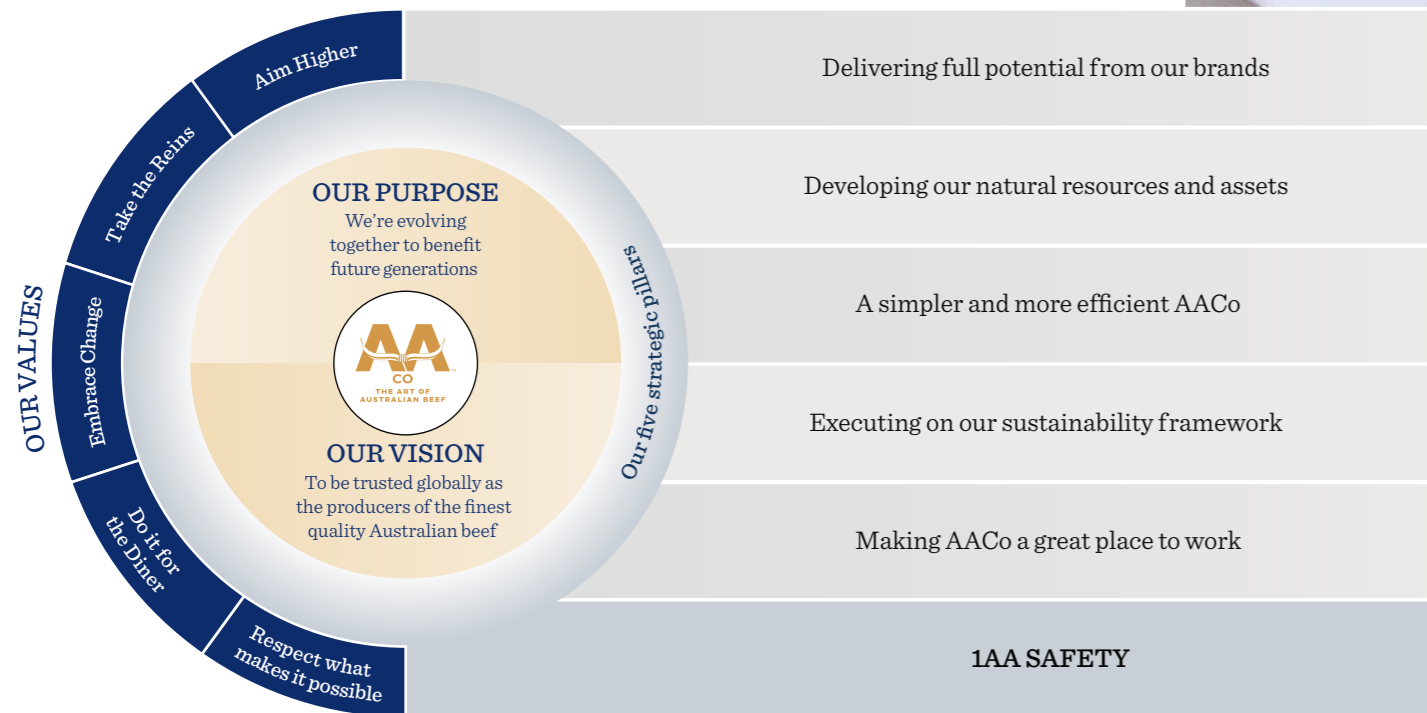 OUR VALUES
Aim Higher
Take the Reins
Embrace Change
Do it for
the Diner
Respect what
makes it possible
OUR PURPOSE
We’re evolving
together to benefit
future generations
AA
CO
THE ART OF
AUSTRALIAN BEEF
OUR VISION
To be trusted globally as
the producers of the finest
quality Australian beef
Our five strategic pillars
Delivering full potential from our brands
Developing our natural resources and assets
A simpler and more efficient AACo
Executing on our sustainability framework
Making AACo a great place to work
1AA SAFETY